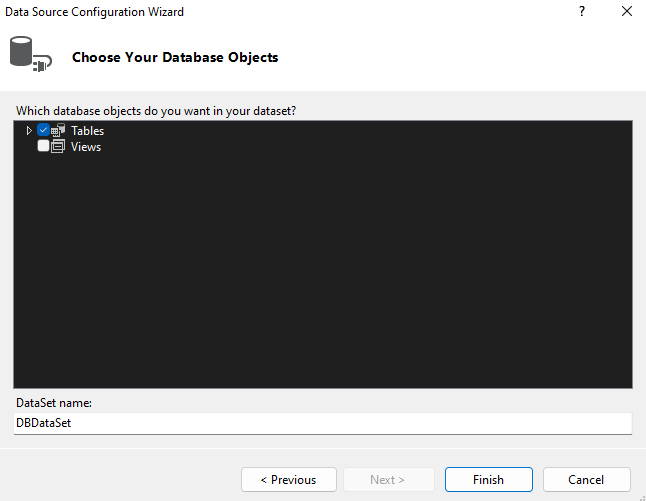 Data Source Configuration Wizard
?
Choose Your Database Objects
Which database objects do you want in your dataset?
Tables
Views
DataSet name:
DBDataSet
< Previous
Next >
Finish
Cancel